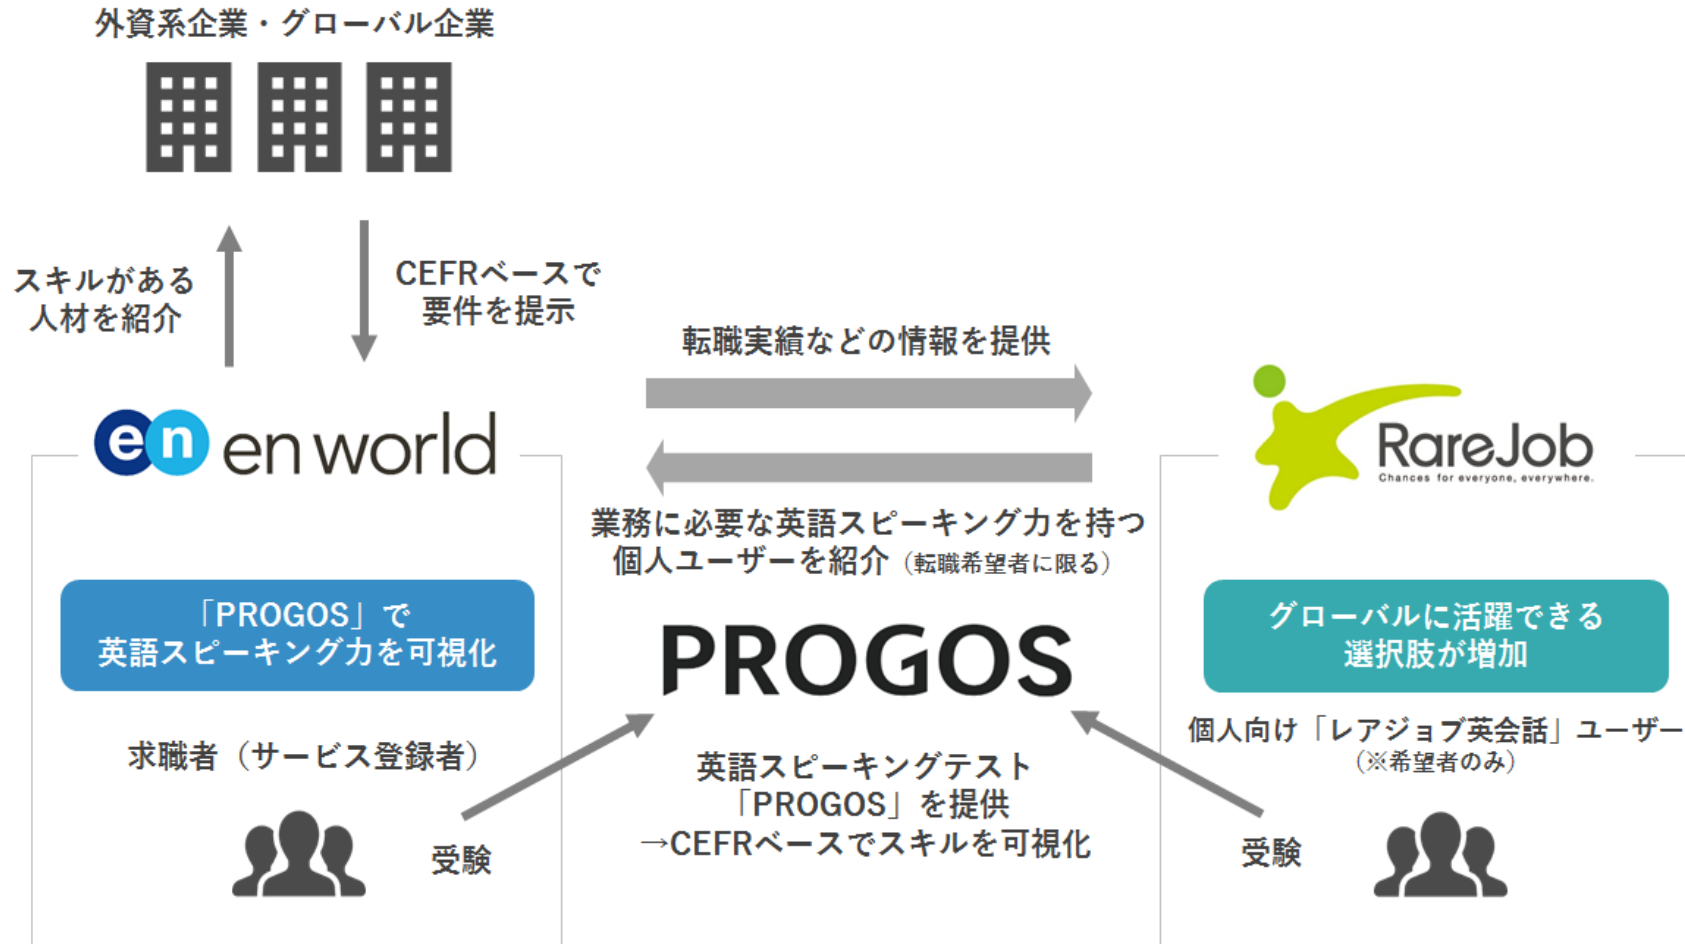 外資系企業・グローバル企業
スキルがある
人材を紹介
CEFRベースで
要件を提示
転職実績などの情報を提供
en en world
RareJob
Chances for everyone, everywhere.
業務に必要な英語スピーキング力を持つ
個人ユーザーを紹介（転職希望者に限る）
「PROGOS」で
英語スピーキング力を可視化
PROGOS
グローバルに活躍できる
選択肢が増加
求職者（サービス登録者）
英語スピーキングテスト
「PROGOS」を提供
→CEFRベースでスキルを可視化
個人向け「レアジョブ英会話」ユーザー
（※希望者のみ）
受験
受験